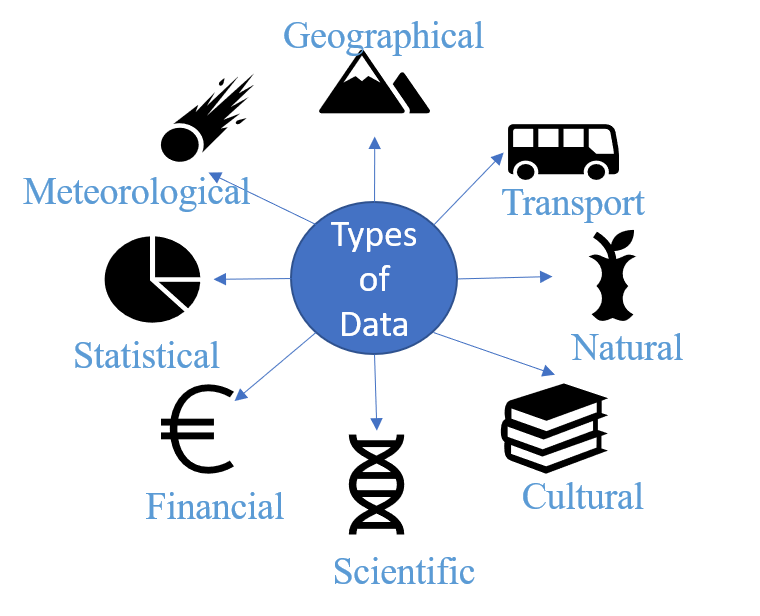 Geographical
Meteorological
Transport
Types
of
Data
Statistical
Natural
Financial
Cultural
Scientific